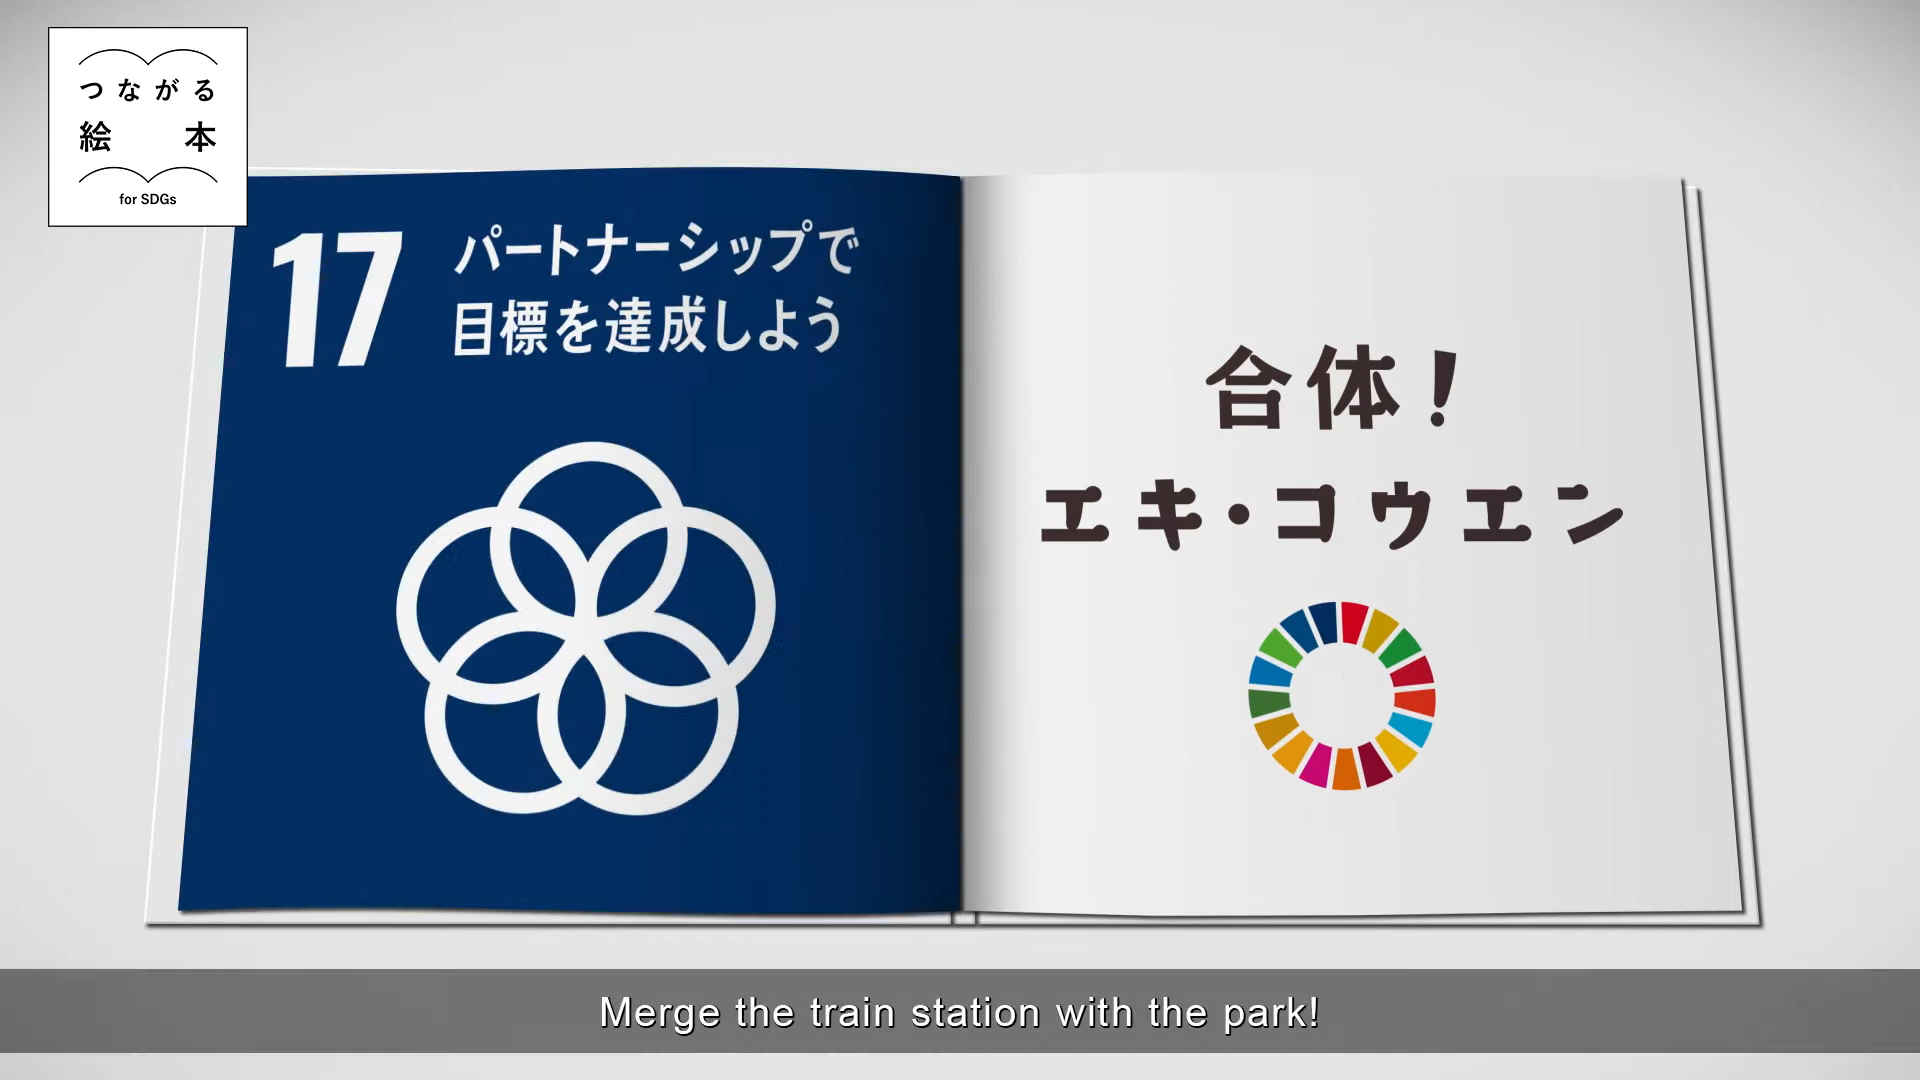 つながる
絵本
for SDGs
17
パートナーシップで
目標を達成しよう
合体！
エキ・コウエン
Merge the train station with the park!